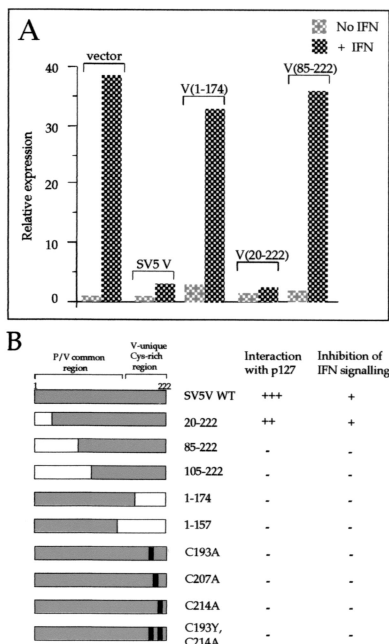 A
No IFN
+ IFN
vector
SV5 V
V(1-174)
V(20-222)
V(85-222)
Relative expression
40
30
20
10
0
B
P/V common
region
V-unique
Cys-rich
region
1
222
Interaction
with p127
Inhibition of
IFN signalling
SV5V WT +++ +
20-222 ++ +
85-222 - -
105-222 - -
1-174 - -
1-157 - -
C193A - -
C207A - -
C214A - -
C193Y,
C214A - -